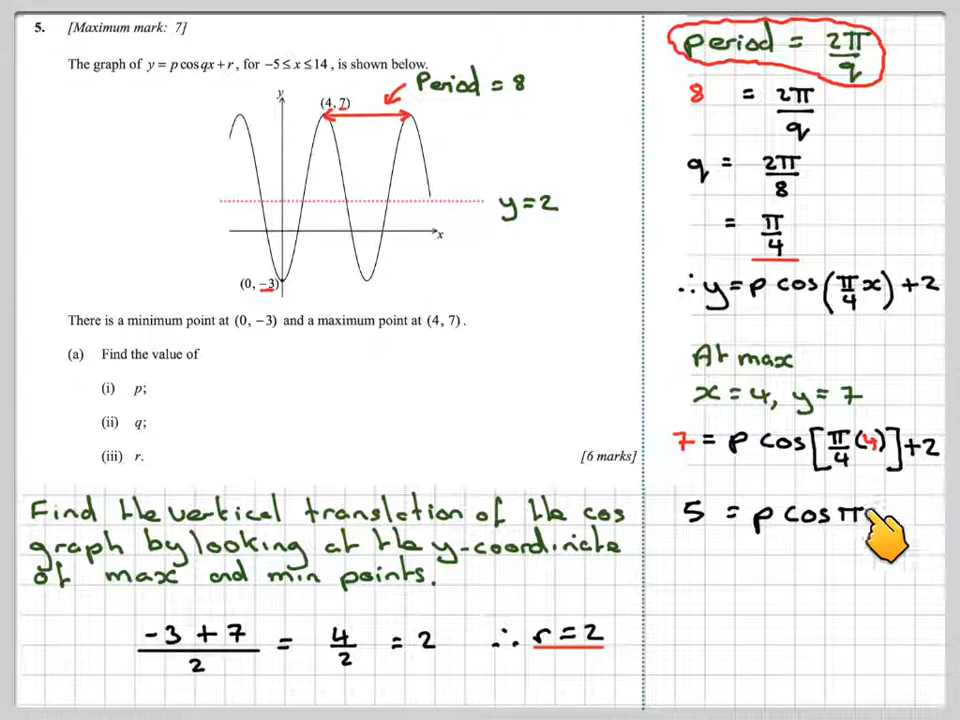 5. [Maximum mark: 7]
The graph of y = p cos qx + r, for −5 ≤ x ≤ 14, is shown below.
Period = 8
y
(4, 7)
y = 2
x
(0, −3)
There is a minimum point at (0, −3) and a maximum point at (4, 7).
(a) Find the value of
(i) p;
(ii) q;
(iii) r.
[6 marks]
Find the vertical translation of the cos
graph by looking at the y-coordinate
of max and min points.
(−3 + 7)/2 = 4/2 = 2 ∴ r = 2
period = 2π/q
8 = 2π/q
q = 2π/8
= π/4
∴ y = p cos(π/4 x) + 2
At max
x = 4, y = 7
7 = p cos[π/4 (4)] + 2
5 = p cos π